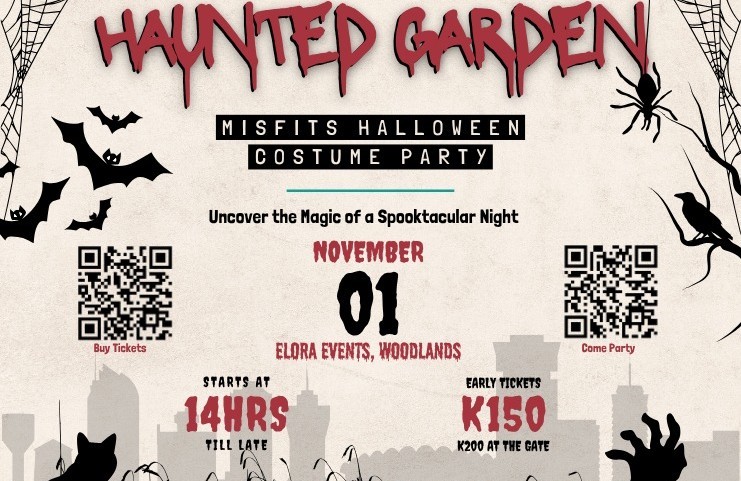 HAUNTED GARDEN
MISFITS HALLOWEEN
COSTUME PARTY
Uncover the Magic of a Spooktacular Night
NOVEMBER
01
ELORA EVENTS, WOODLANDS
Buy Tickets
Come Party
STARTS AT
14HRS
TILL LATE
EARLY TICKETS
K150
K200 AT THE GATE